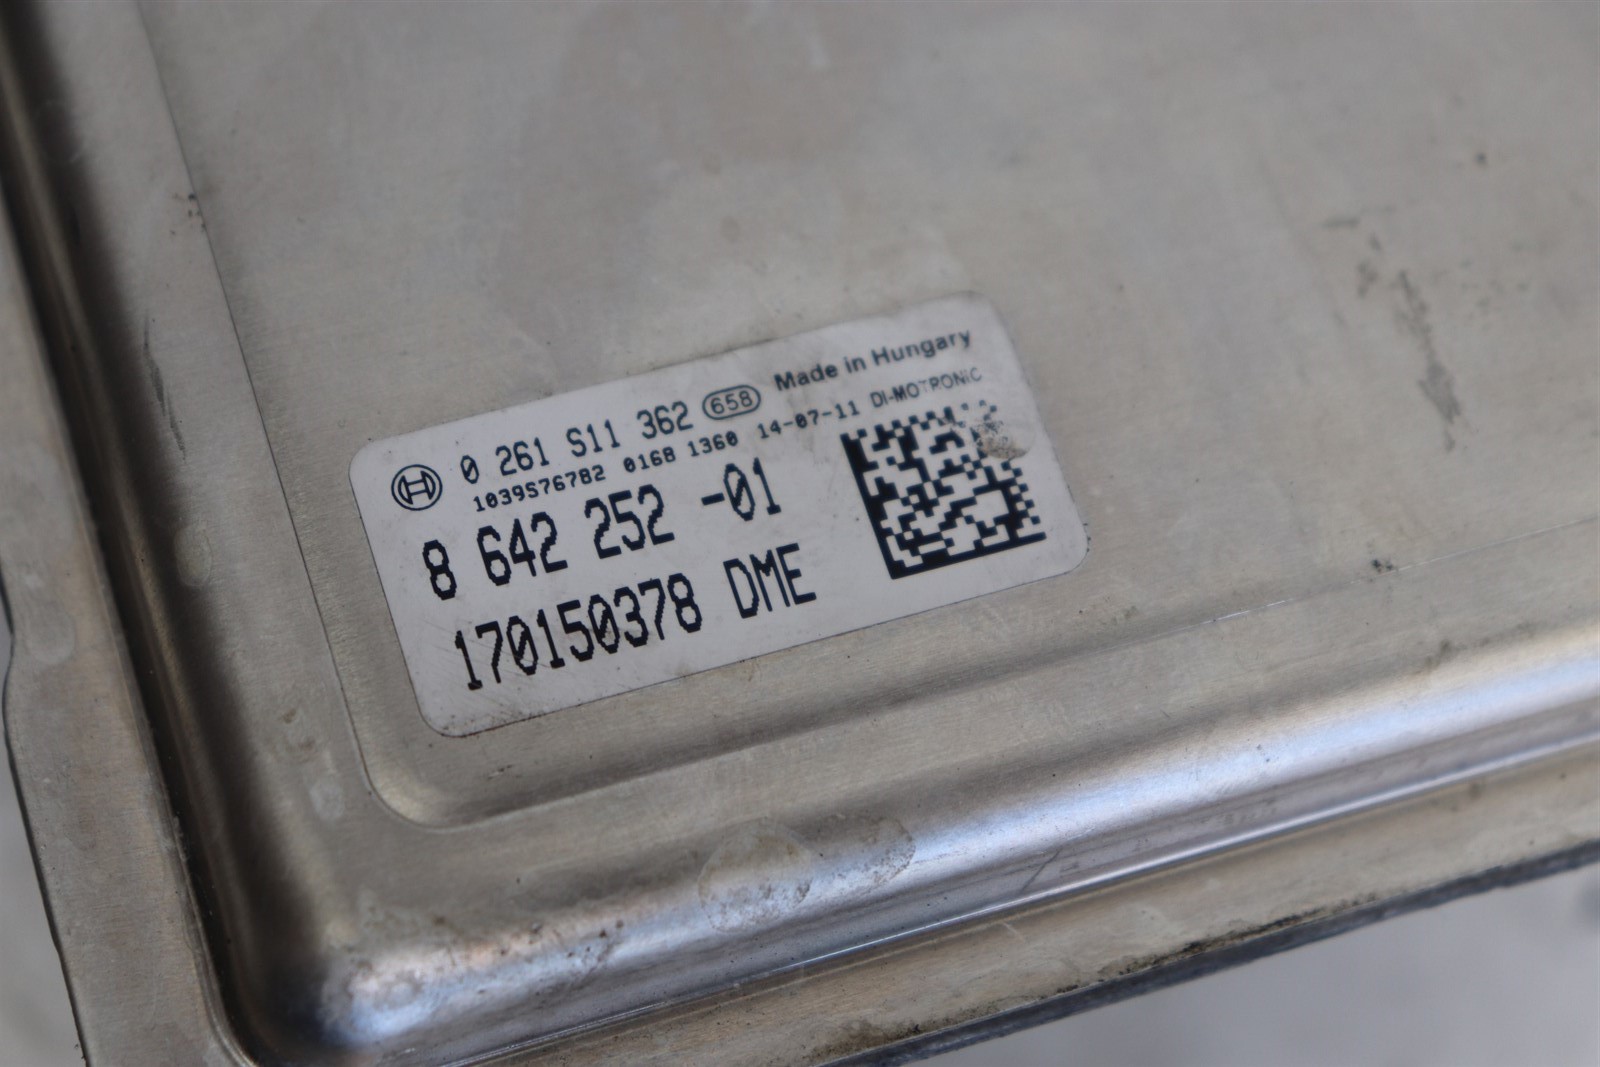 Made in Hungary
0 261 S11 362 658
1039S76782 0168 1360 14-07-11 DI-MOTRONIC
8 642 252 -01
170150378 DME